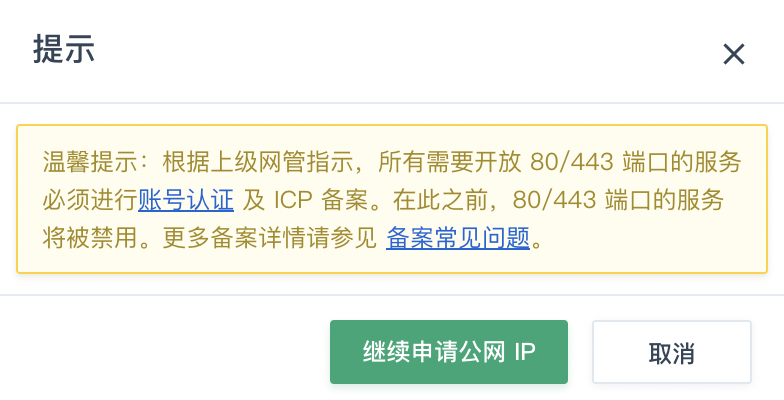 提示
温馨提示：根据上级网管指示，所有需要开放 80/443 端口的服务
必须进行账号认证 及 ICP 备案。在此之前，80/443 端口的服务
将被禁用。更多备案详情请参见 备案常见问题。
继续申请公网 IP
取消